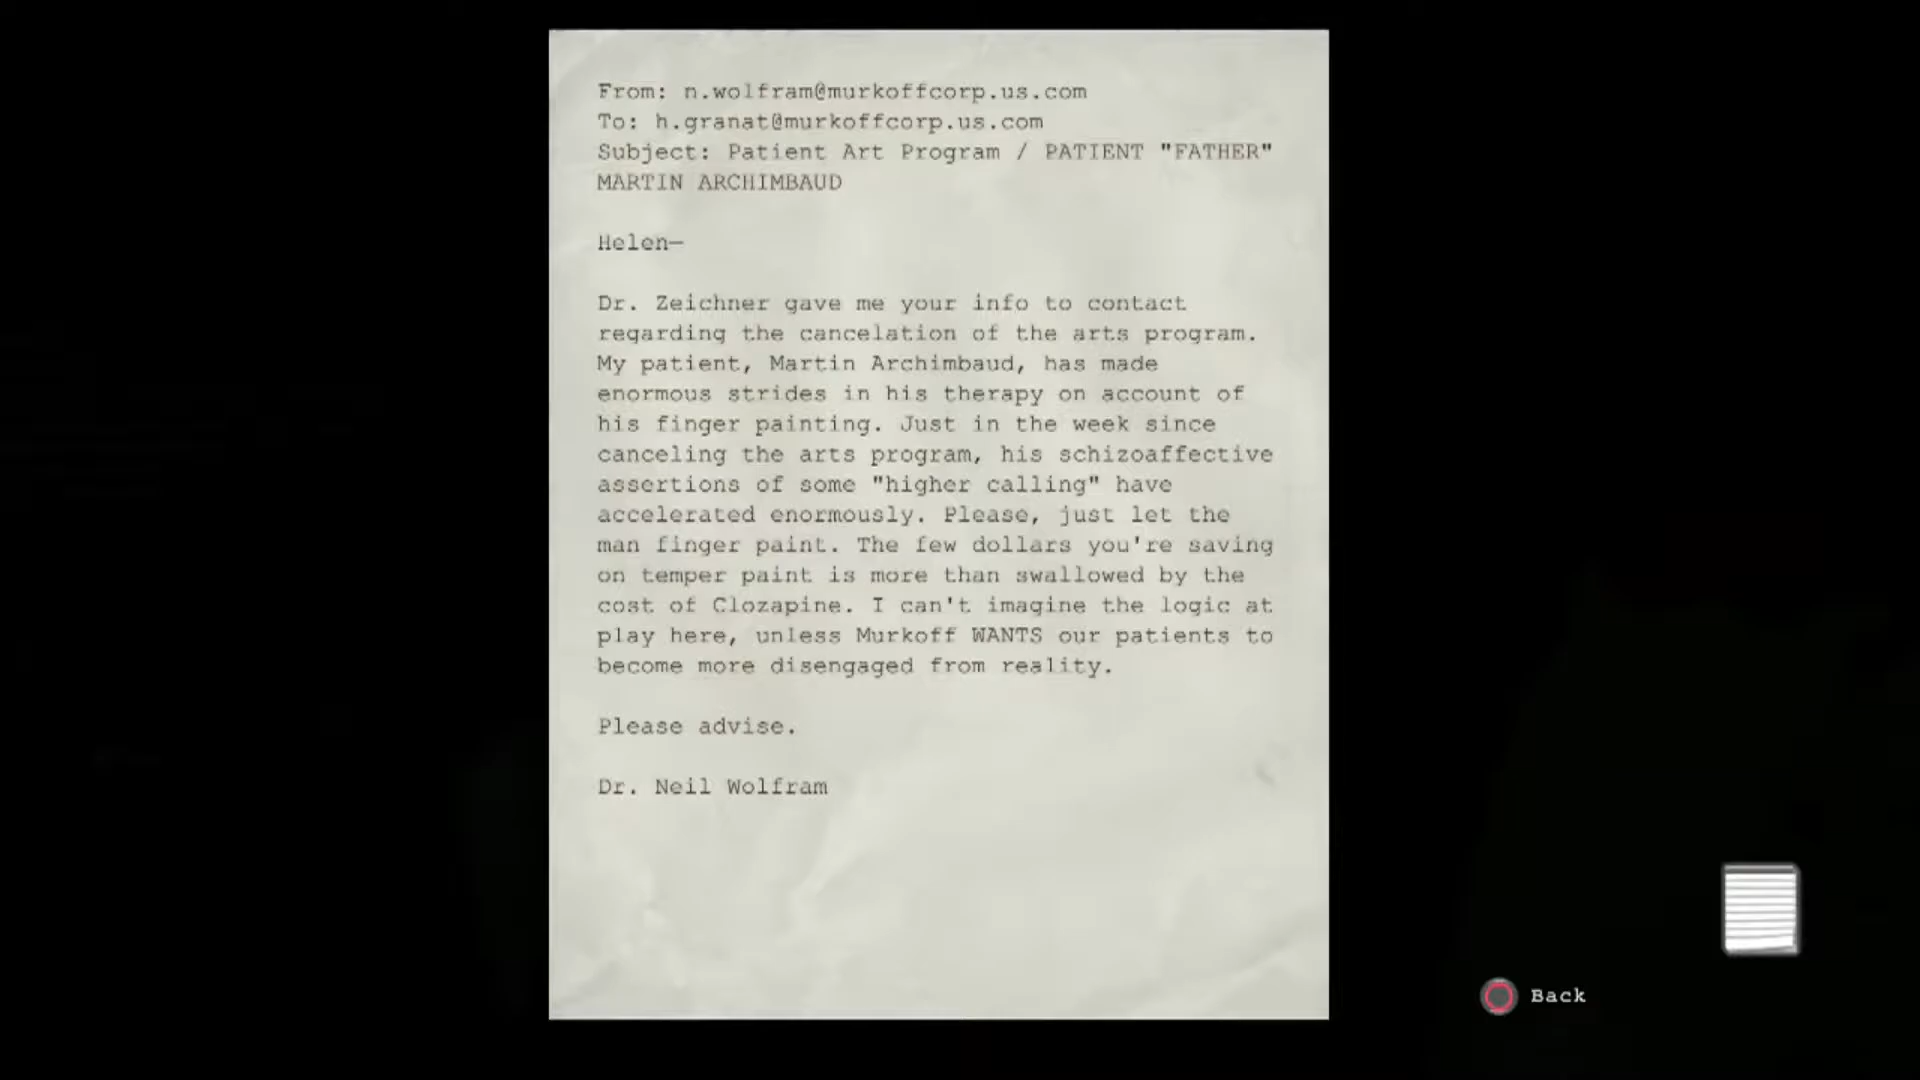 From: n.wolfram@murkoffcorp.us.com
To: h.granat@murkoffcorp.us.com
Subject: Patient Art Program / PATIENT "FATHER"
MARTIN ARCHIMBAUD
Helen—
Dr. Zeichner gave me your info to contact
regarding the cancelation of the arts program.
My patient, Martin Archimbaud, has made
enormous strides in his therapy on account of
his finger painting. Just in the week since
canceling the arts program, his schizoaffective
assertions of some "higher calling" have
accelerated enormously. Please, just let the
man finger paint. The few dollars you're saving
on temper paint is more than swallowed by the
cost of Clozapine. I can't imagine the logic at
play here, unless Murkoff WANTS our patients to
become more disengaged from reality.
Please advise.
Dr. Neil Wolfram
Back